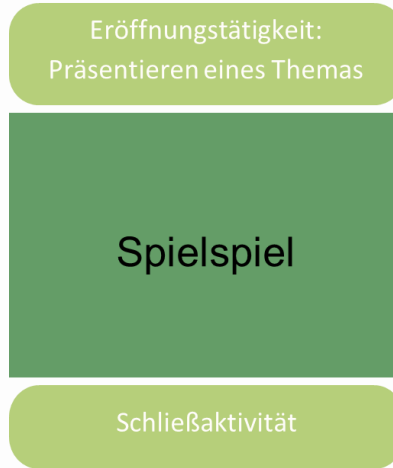 Eröffnungstätigkeit:
Präsentieren eines Themas
Spielspiel
Schließaktivität